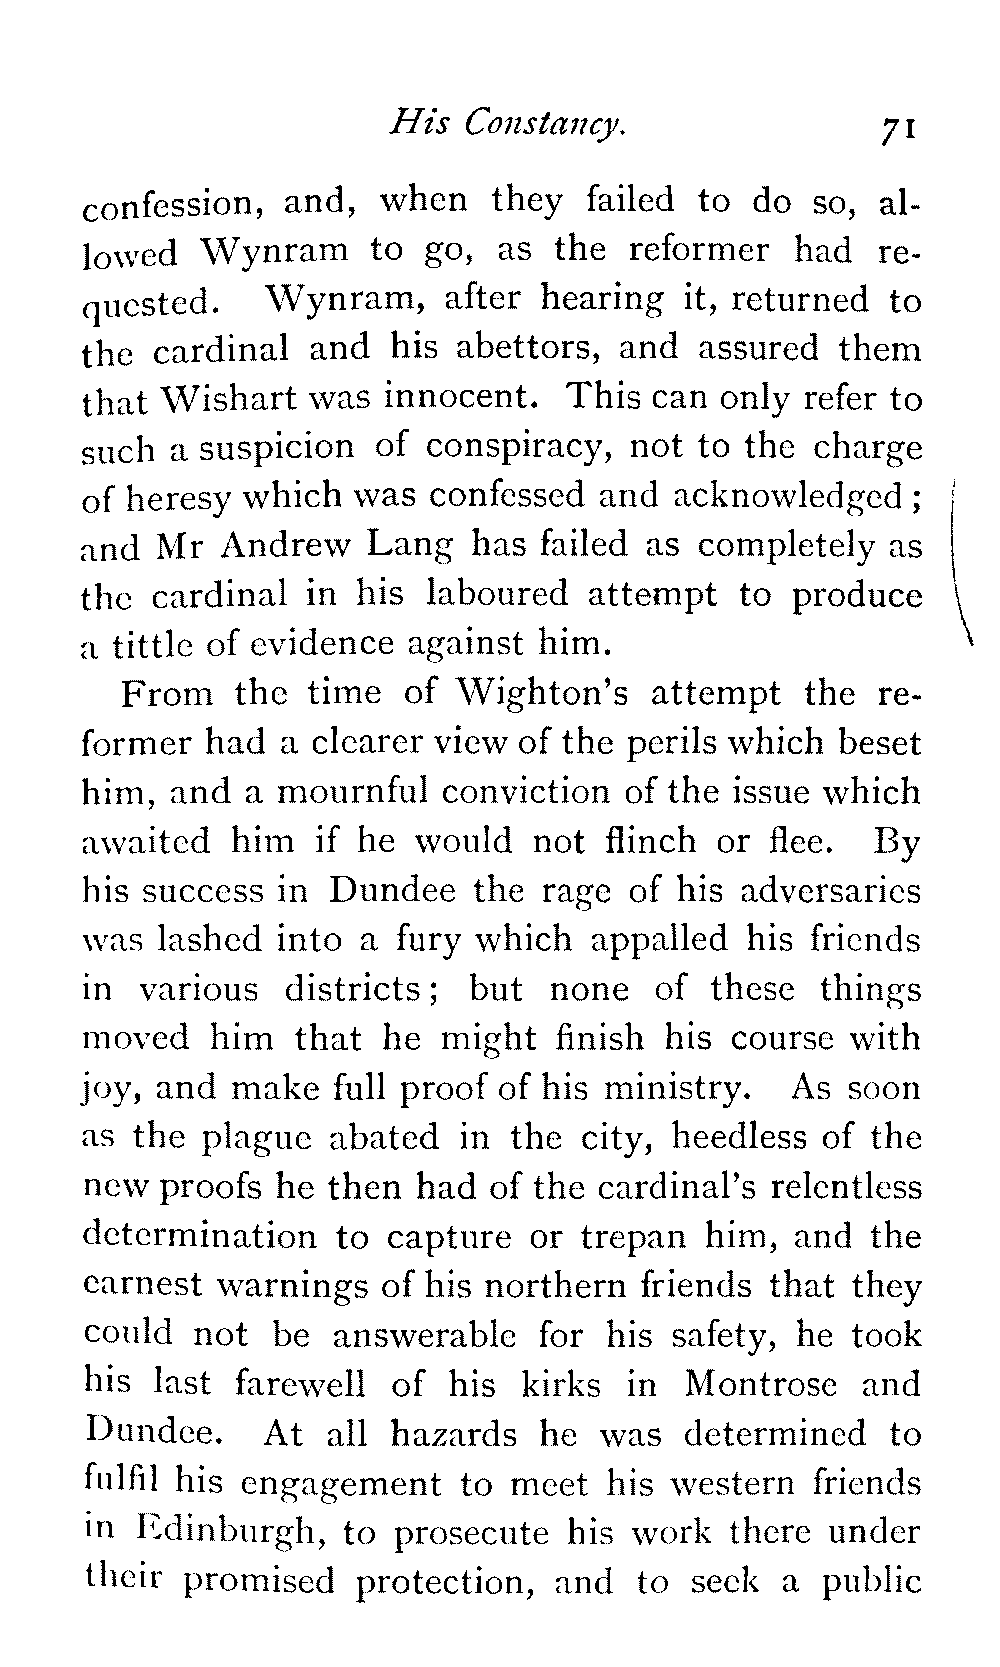 His Constancy. 71
confession, and, when they failed to do so, al-
lowed Wynram to go, as the reformer had re-
quested. Wynram, after hearing it, returned to
the cardinal and his abettors, and assured them
that Wishart was innocent. This can only refer to
such a suspicion of conspiracy, not to the charge
of heresy which was confessed and acknowledged ;
and Mr Andrew Lang has failed as completely as
the cardinal in his laboured attempt to produce
a tittle of evidence against him.
From the time of Wighton's attempt the re-
former had a clearer view of the perils which beset
him, and a mournful conviction of the issue which
awaited him if he would not flinch or flee. By
his success in Dundee the rage of his adversaries
was lashed into a fury which appalled his friends
in various districts ; but none of these things
moved him that he might finish his course with
joy, and make full proof of his ministry. As soon
as the plague abated in the city, heedless of the
new proofs he then had of the cardinal's relentless
determination to capture or trepan him, and the
earnest warnings of his northern friends that they
could not be answerable for his safety, he took
his last farewell of his kirks in Montrose and
Dundee. At all hazards he was determined to
fulfil his engagement to meet his western friends
in Edinburgh, to prosecute his work there under
their promised protection, and to seek a public